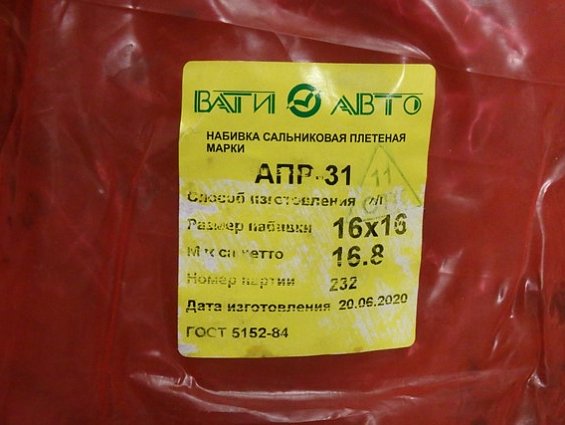 ВАТИ АВТО
НАБИВКА САЛЬНИКОВАЯ ПЛЕТЕНАЯ
МАРКИ
АПР-31
11
Способ изготовления
Размер набивки 16х16
нетто 16.8
Номер партии 232
Дата изготовления 20.06.2020
ГОСТ 5152-84